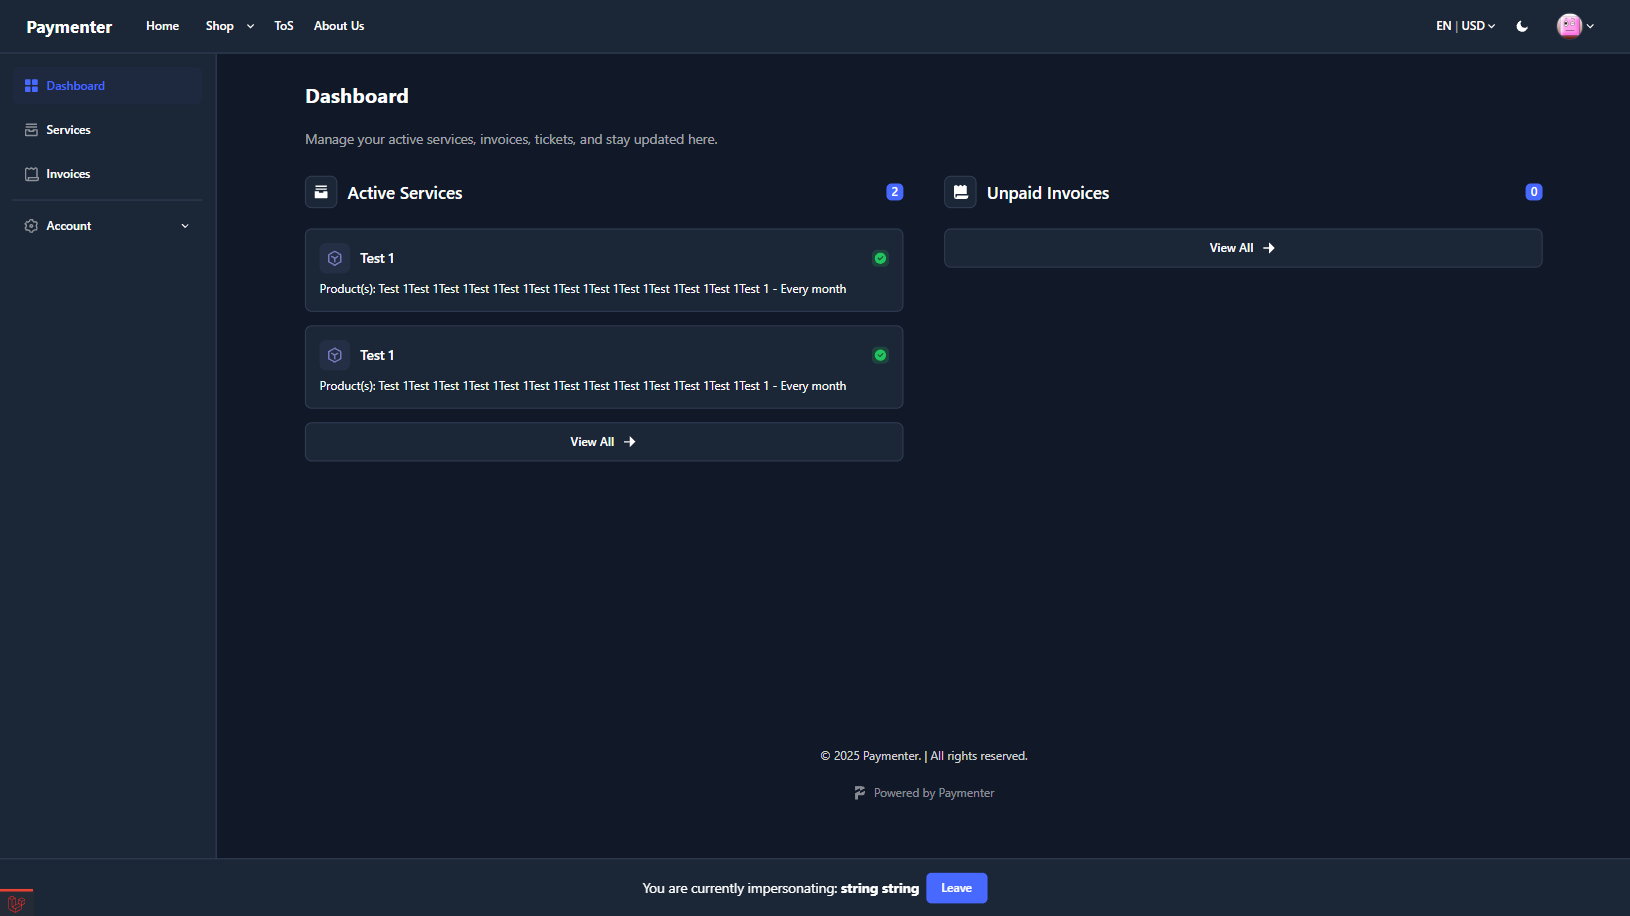 Paymenter
Home
Shop
ToS
About Us
EN | USD
Dashboard
Services
Invoices
Account
Dashboard
Manage your active services, invoices, tickets, and stay updated here.
Active Services
2
Test 1
Product(s): Test 1Test 1Test 1Test 1Test 1Test 1Test 1Test 1Test 1Test 1Test 1Test 1Test 1 - Every month
Test 1
Product(s): Test 1Test 1Test 1Test 1Test 1Test 1Test 1Test 1Test 1Test 1Test 1Test 1Test 1 - Every month
View All
Unpaid Invoices
0
View All
© 2025 Paymenter. | All rights reserved.
Powered by Paymenter
You are currently impersonating: string string
Leave